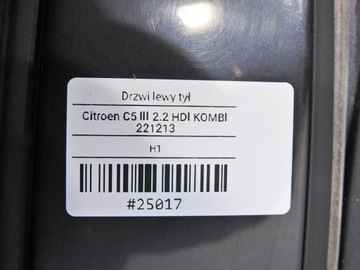 Drzwi lewy tył
Citroen C5 III 2.2 HDI KOMBI
221213
H1
#25017